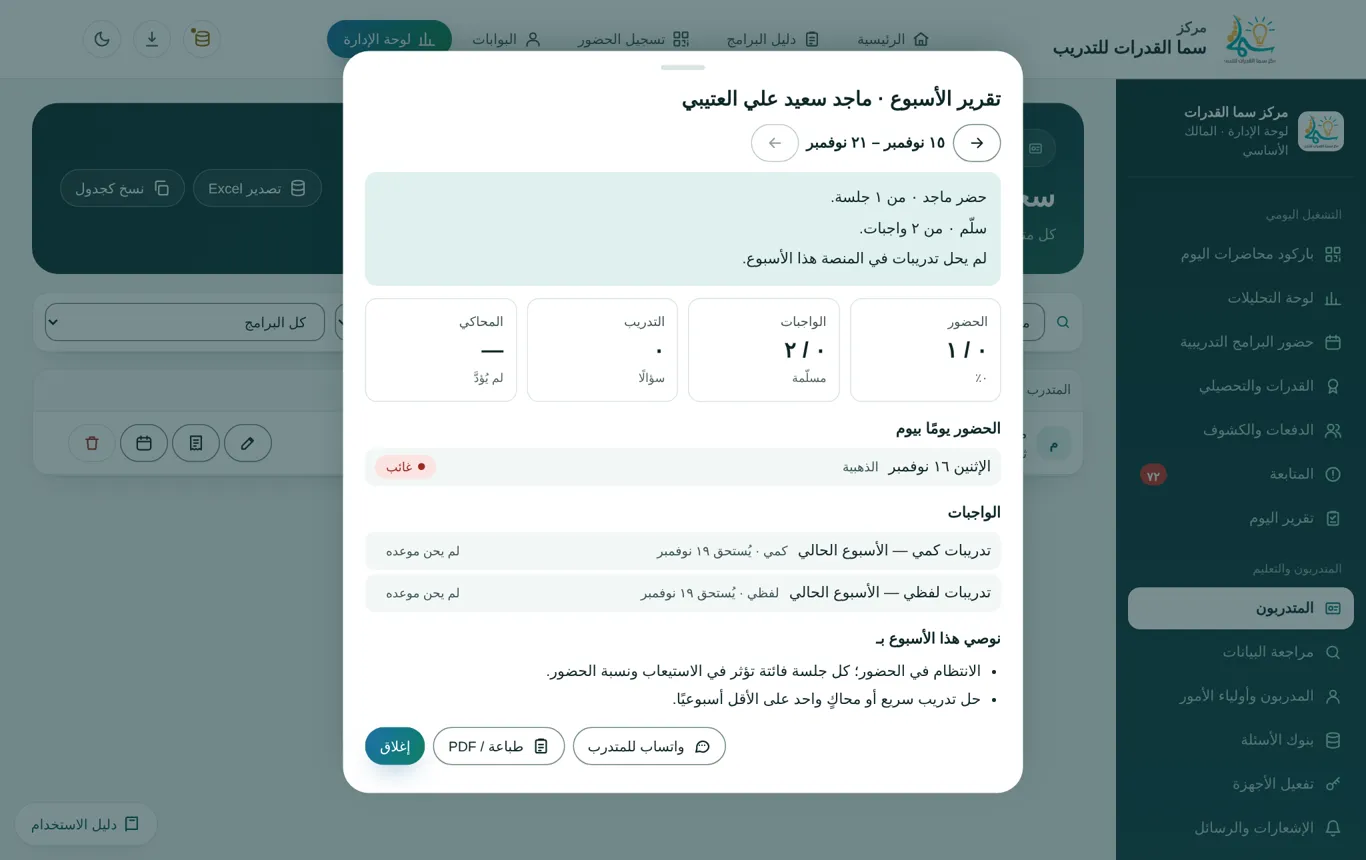 مركز
سما القدرات للتدريب
الرئيسية
دليل البرامج
تسجيل الحضور
البوابات
لوحة الإدارة
مركز سما القدرات
لوحة الإدارة · المالك
الأساسي
التشغيل اليومي
باركود محاضرات اليوم
لوحة التحليلات
حضور البرامج التدريبية
القدرات والتحصيلي
الدفعات والكشوف
المتابعة
٧٢
تقرير اليوم
المتدربون والتعليم
المتدربون
مراجعة البيانات
المدربون وأولياء الأمور
بنوك الأسئلة
تفعيل الأجهزة
الإشعارات والرسائل
تصدير Excel
نسخ كجدول
كل البرامج
المتدرب
م
تقرير الأسبوع · ماجد سعيد علي العتيبي
١٥ نوفمبر – ٢١ نوفمبر
حضر ماجد ٠ من ١ جلسة.
سلّم ٠ من ٢ واجبات.
لم يحل تدريبات في المنصة هذا الأسبوع.
الحضور
٠ / ١
٠٪
الواجبات
٠ / ٢
مسلّمة
التدريب
٠
سؤالًا
المحاكي
—
لم يُؤدَّ
الحضور يومًا بيوم
الإثنين ١٦ نوفمبر الذهبية
غائب
الواجبات
تدريبات كمي — الأسبوع الحالي كمي · يُستحق ١٩ نوفمبر
لم يحن موعده
تدريبات لفظي — الأسبوع الحالي لفظي · يُستحق ١٩ نوفمبر
لم يحن موعده
نوصي هذا الأسبوع بـ
• الانتظام في الحضور؛ كل جلسة فائتة تؤثر في الاستيعاب ونسبة الحضور.
• حل تدريب سريع أو محاكٍ واحد على الأقل أسبوعيًا.
واتساب للمتدرب
طباعة / PDF
إغلاق
دليل الاستخدام